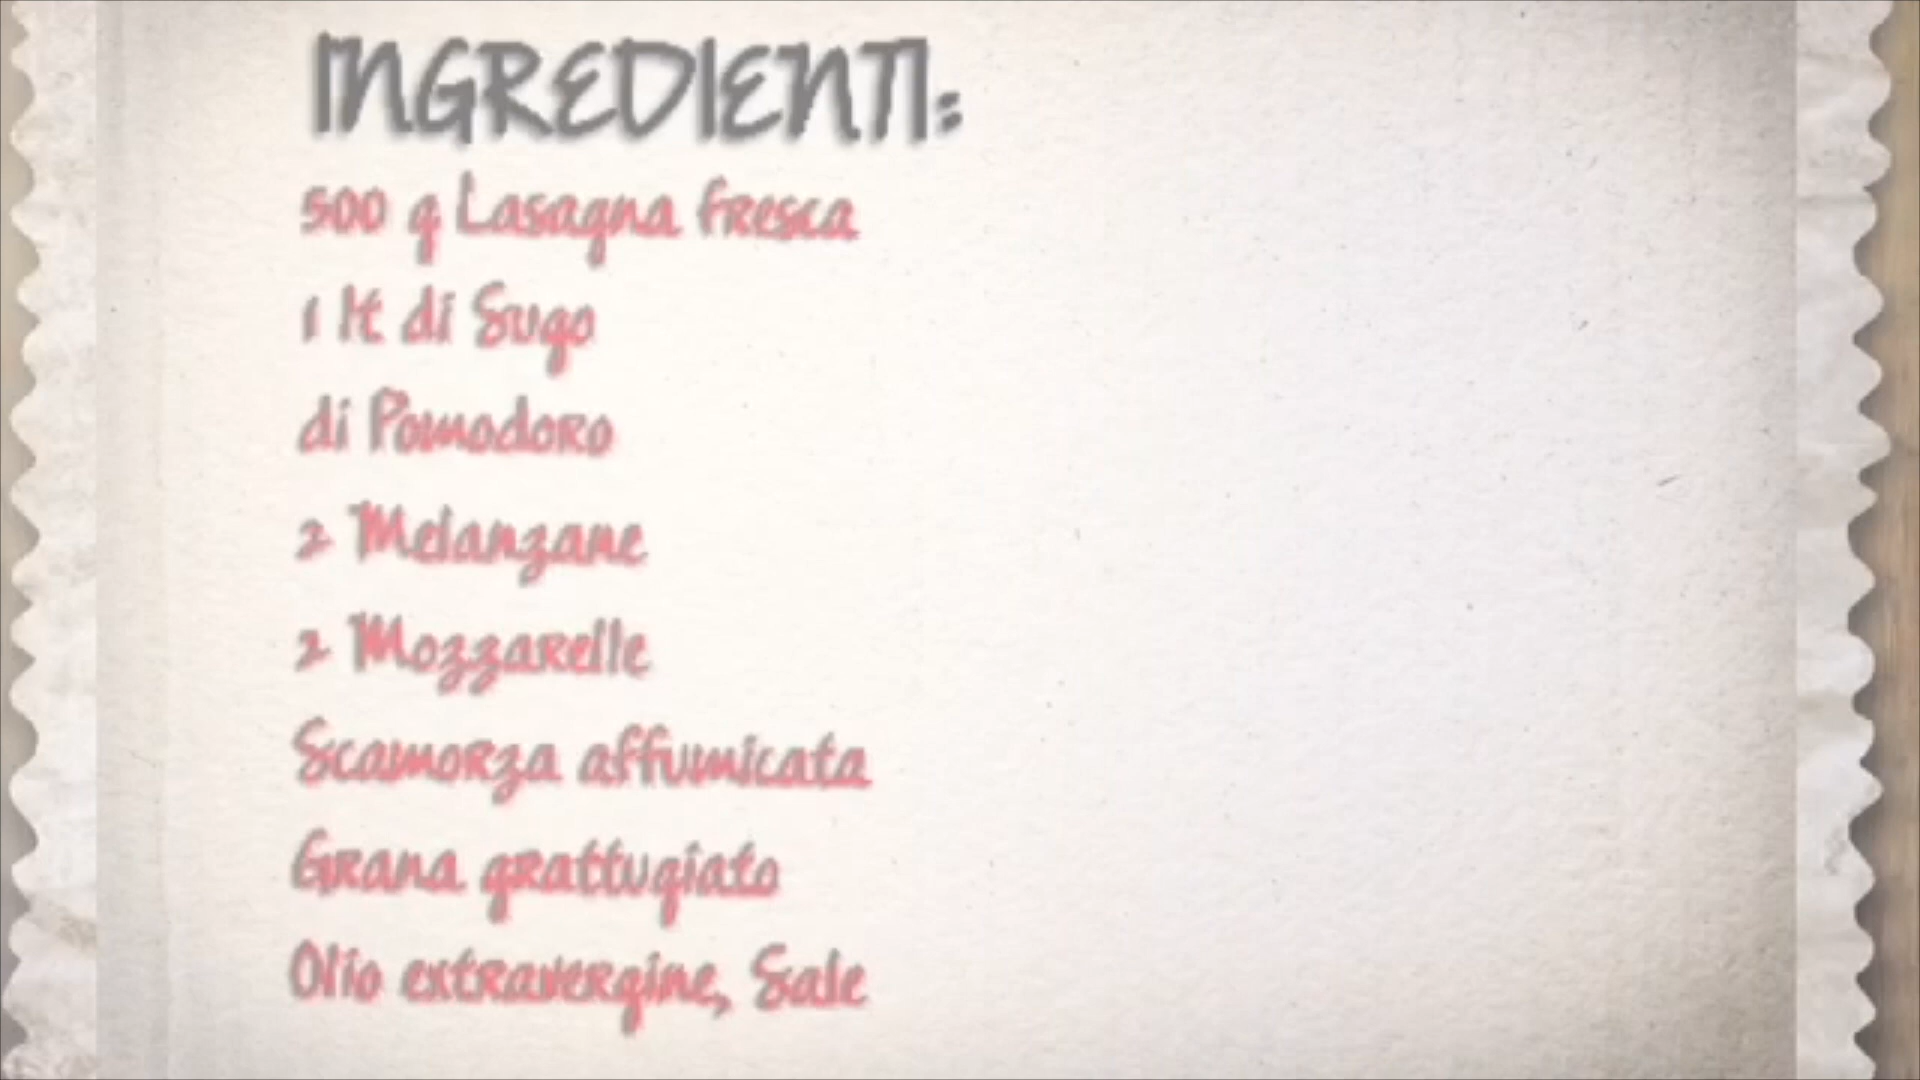 INGREDIENTI:
500 g Lasagna fresca
1 lt di Sugo
di Pomodoro
2 Melanzane
2 Mozzarelle
Scamorza affumicata
Grana grattugiato
Olio extravergine, Sale